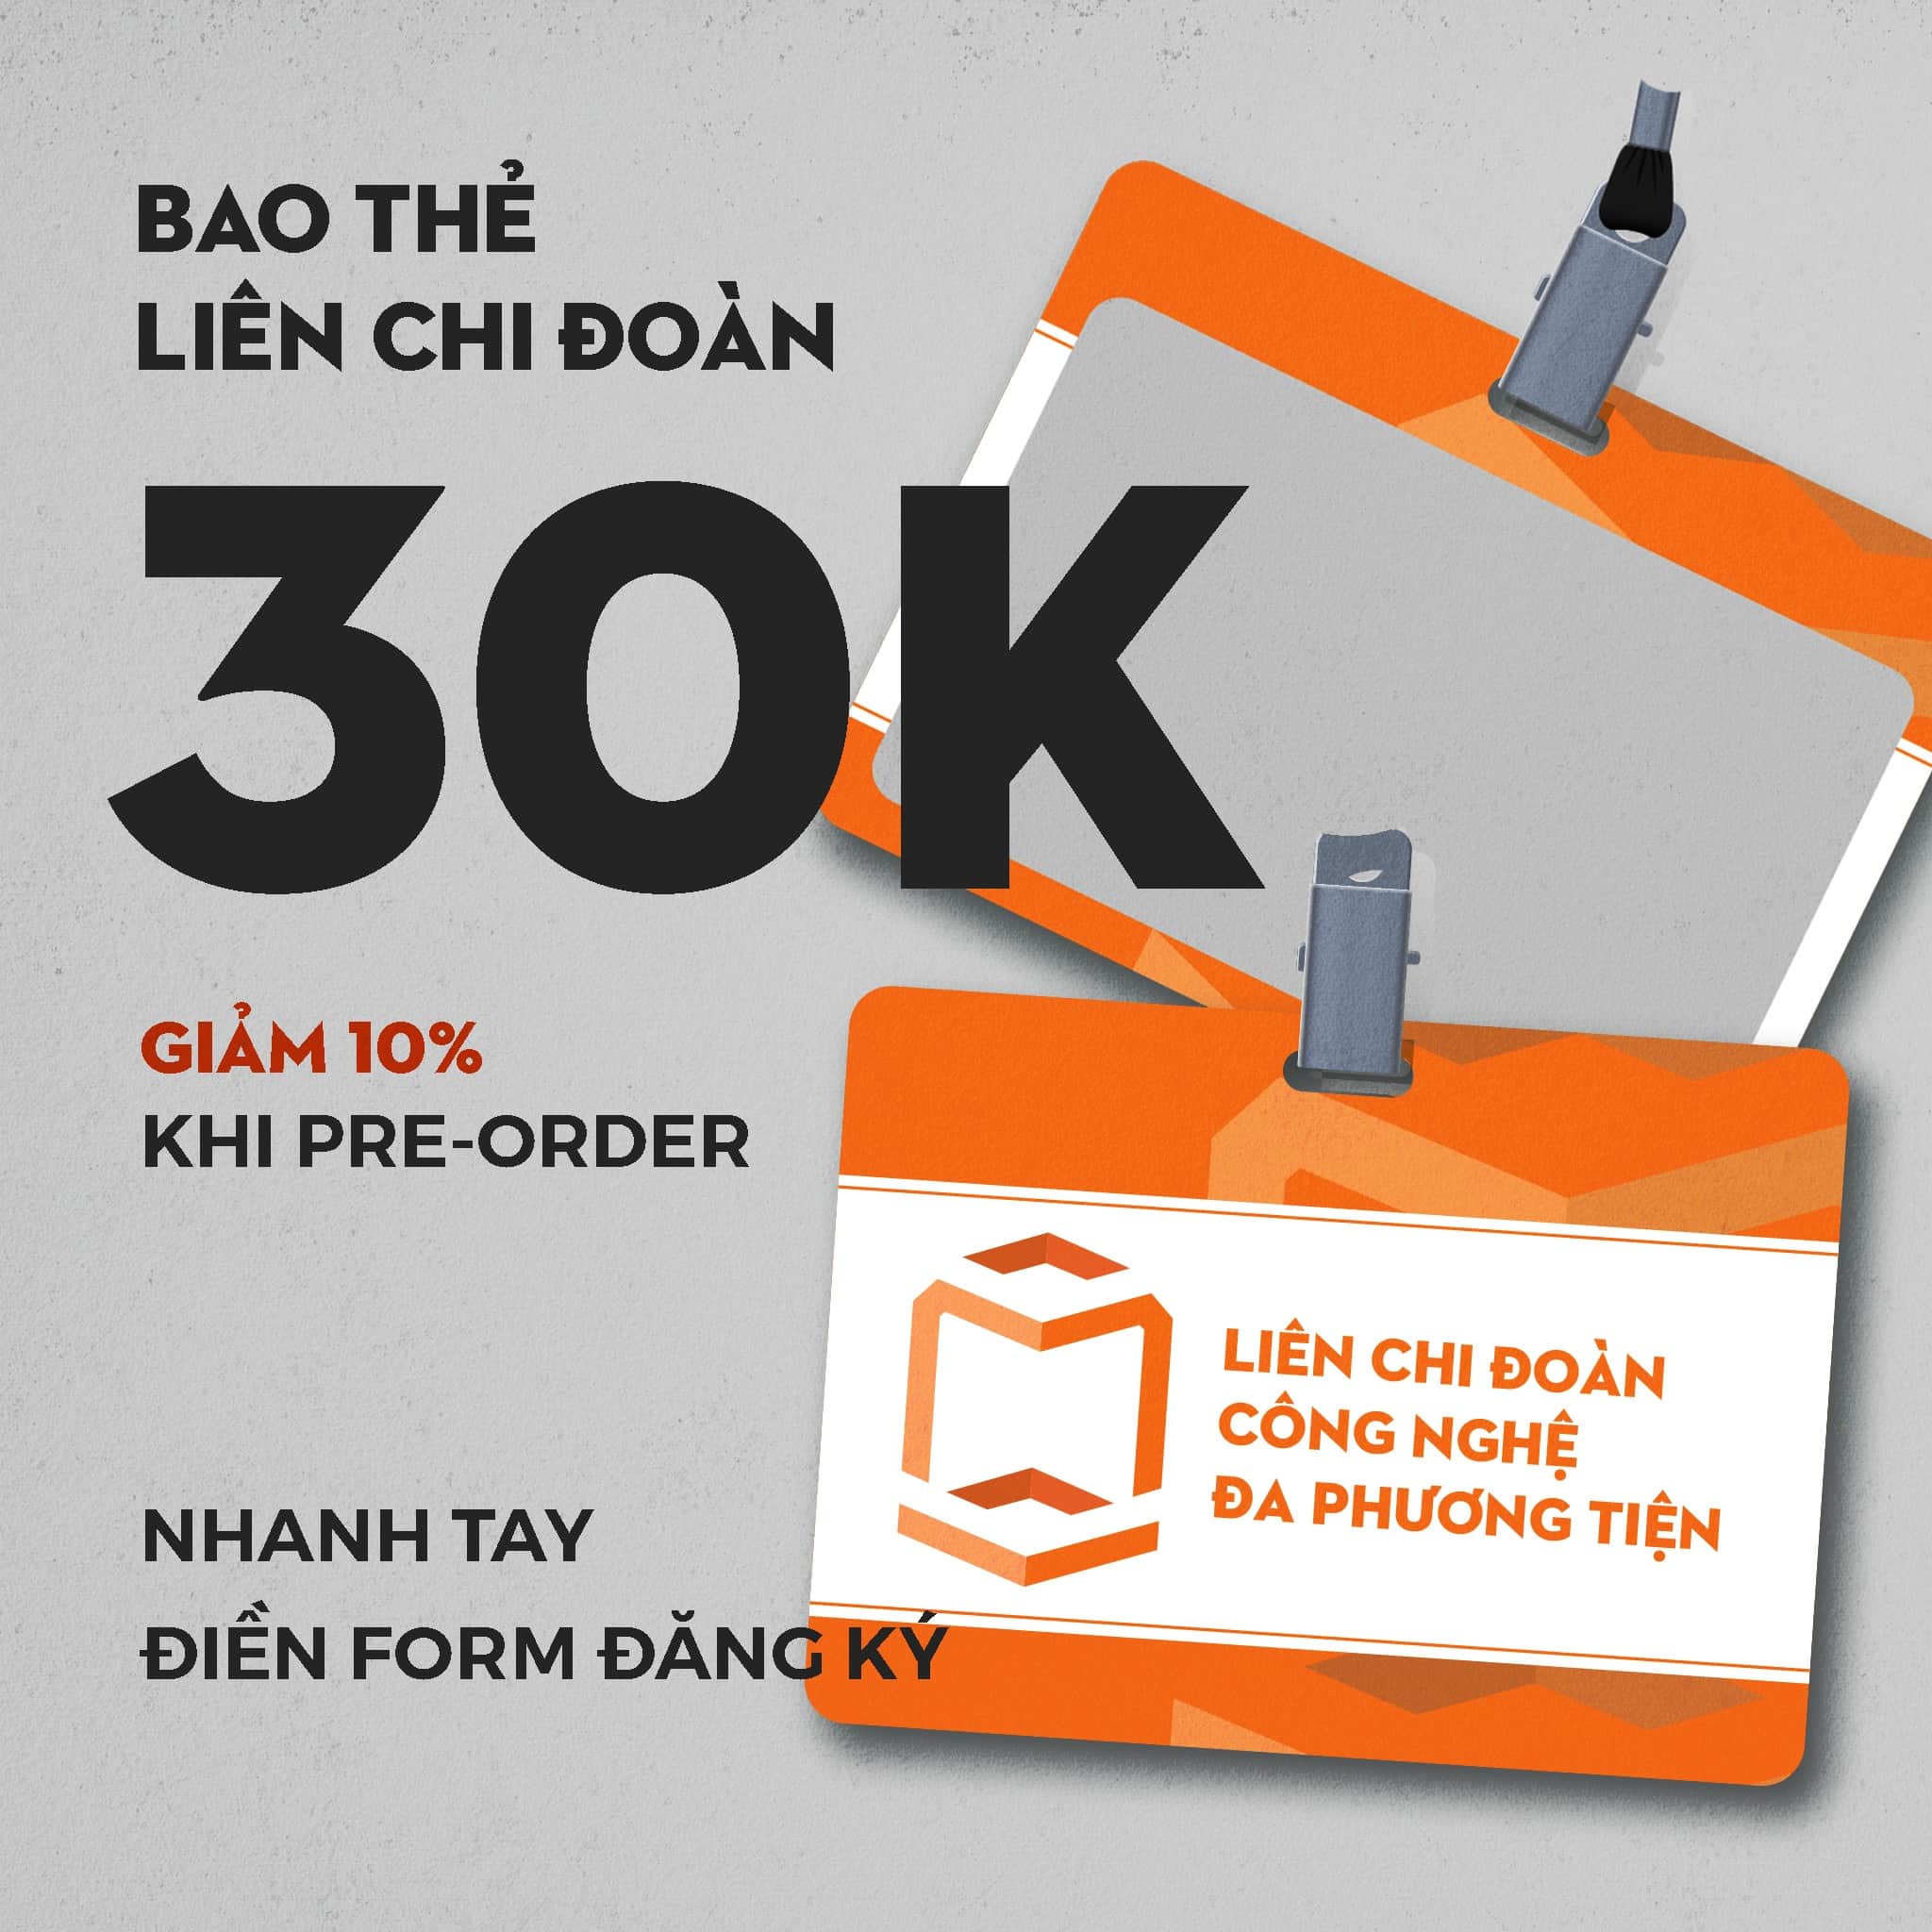 BAO THẺ
LIÊN CHI ĐOÀN
30K
GIẢM 10%
KHI PRE-ORDER
NHANH TAY
ĐIỀN FORM ĐĂNG KÝ
LIÊN CHI ĐOÀN
CÔNG NGHỆ
ĐA PHƯƠNG TIỆN